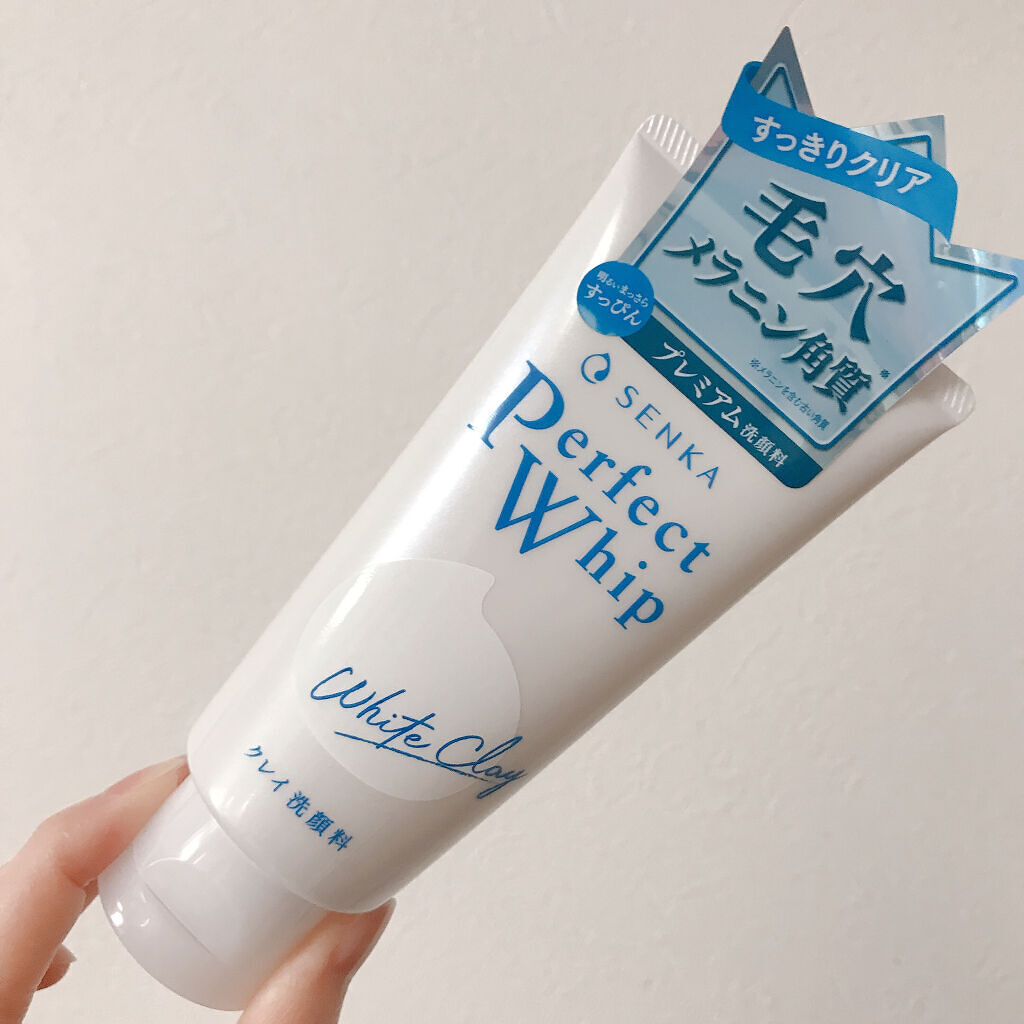 すっきりクリア
毛穴
メラニン角質※
※メラニンを含む古い角質
明るいまっさら
すっぴん
プレミアム洗顔料
SENKA
Perfect
Whip
White Clay
クレイ洗顔料